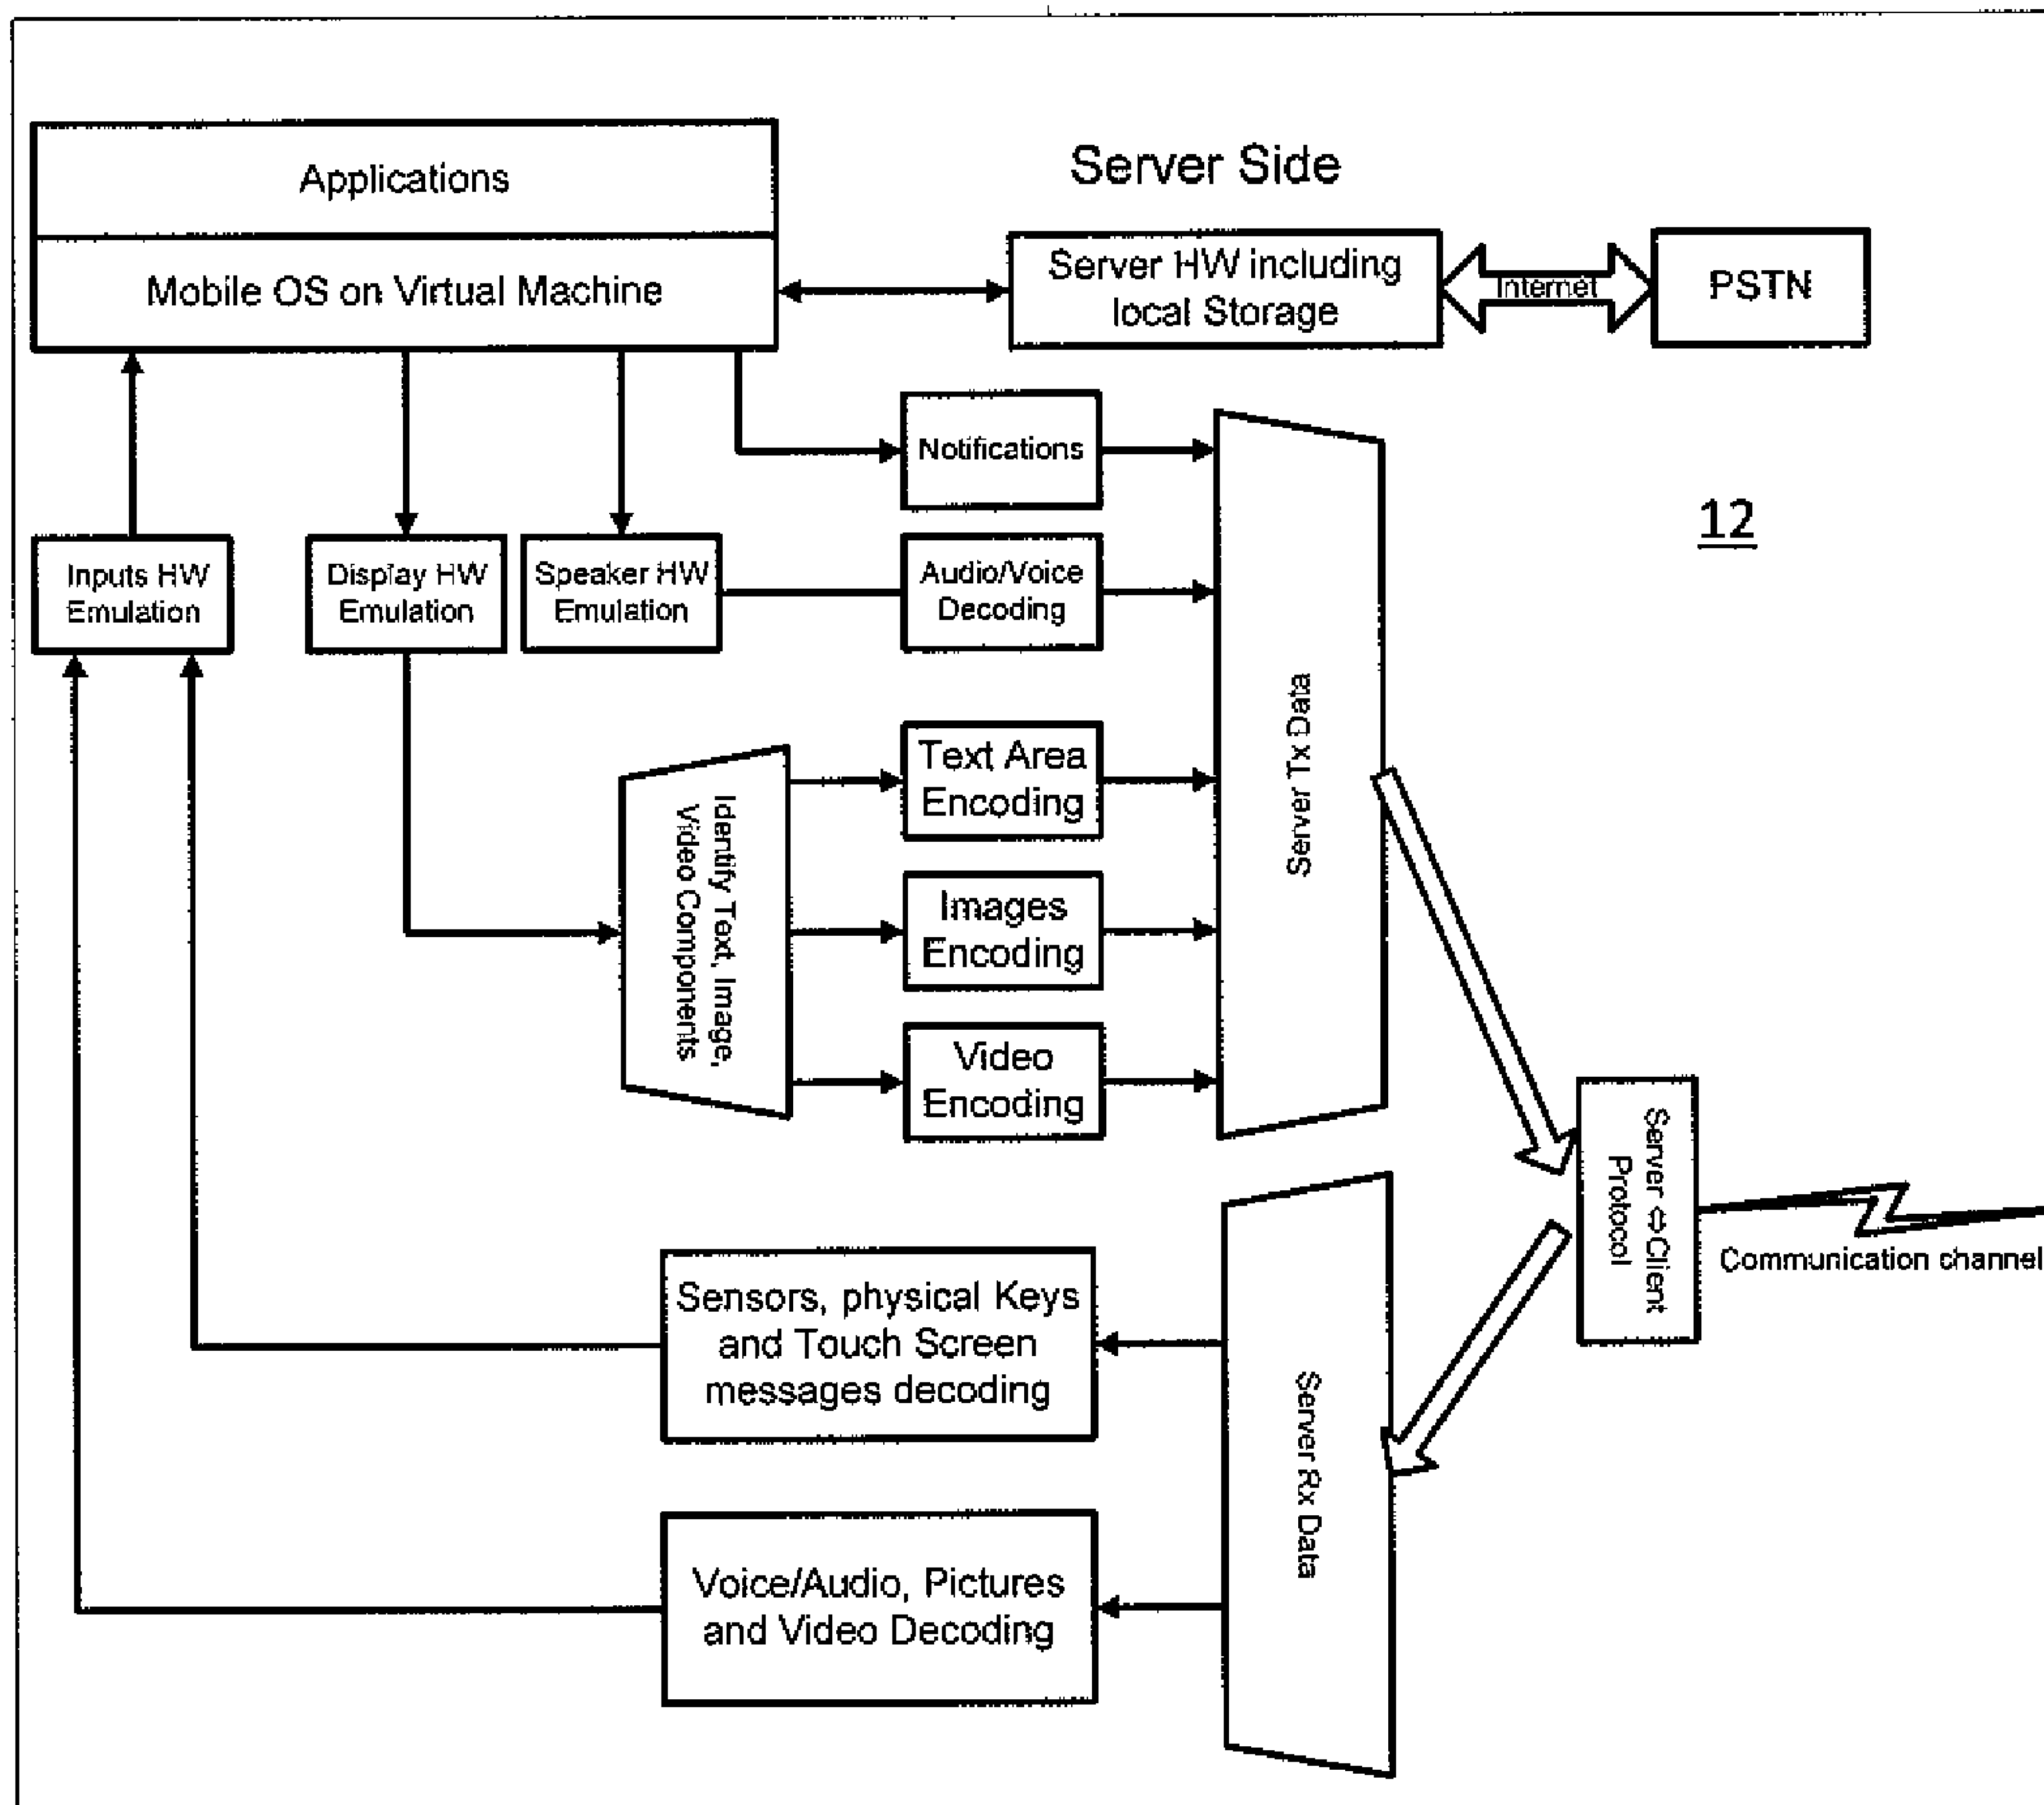 Applications
Server Side
Mobile OS on Virtual Machine
Server HW including
local Storage
Internet
PSTN
Notifications
12
Inputs HW
Emulation
Display HW
Emulation
Speaker HW
Emulation
Audio/Voice
Decoding
Server Tx Data
Identify Text, Image,
Video Components
Text Area
Encoding
Images
Encoding
Video
Encoding
Server ⇔Client
Protocol
Communication channel
Sensors, physical Keys
and Touch Screen
messages decoding
Server Rx Data
Voice/Audio, Pictures
and Video Decoding